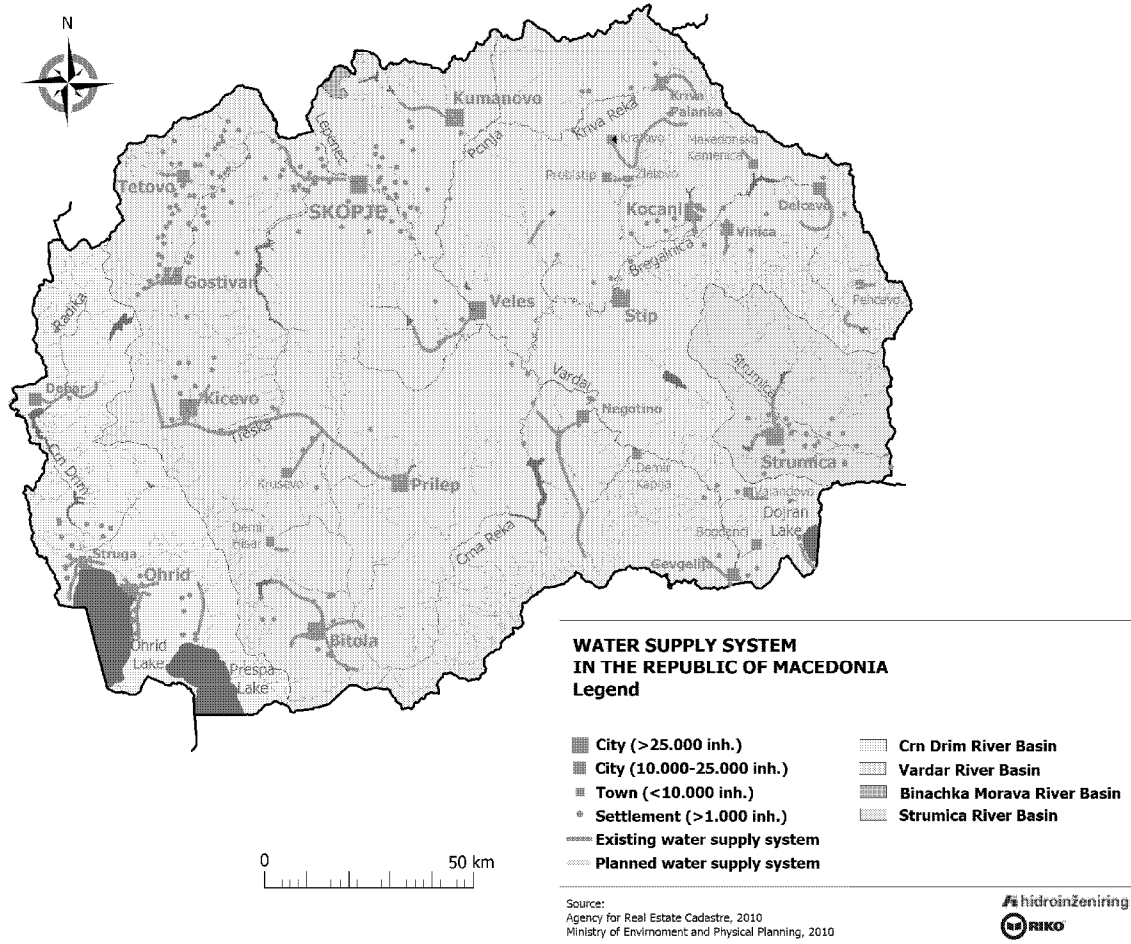 N
Kumanovo
Kriva
Palanka
Kriva Reka
Pcinja
Lepenec
Kratovo
Makedonska
Kamenica
Tetovo
Probistip
Zletovo
SKOPJE
Kocani
Delcevo
Vinica
Bregalnica
Gostivar
Radika
Veles
Stip
Pehcevo
Strumica
Vardar
Debar
Kicevo
Negotino
Treska
Strumica
Crn Drim
Krusevo
Prilep
Demir
Kapija
Valandovo
Dojran
Lake
Demir
Hisar
Crna Reka
Bogdanci
Struga
Ohrid
Gevgelija
Bitola
Ohrid
Lake
Prespa
Lake
WATER SUPPLY SYSTEM
IN THE REPUBLIC OF MACEDONIA
Legend
City (>25.000 inh.)
City (10.000-25.000 inh.)
Town (<10.000 inh.)
Settlement (>1.000 inh.)
Existing water supply system
Planned water supply system
Crn Drim River Basin
Vardar River Basin
Binachka Morava River Basin
Strumica River Basin
0 50 km
Source:
Agency for Real Estate Cadastre, 2010
Ministry of Envirnoment and Physical Planning, 2010
hidroinženiring
RIKO